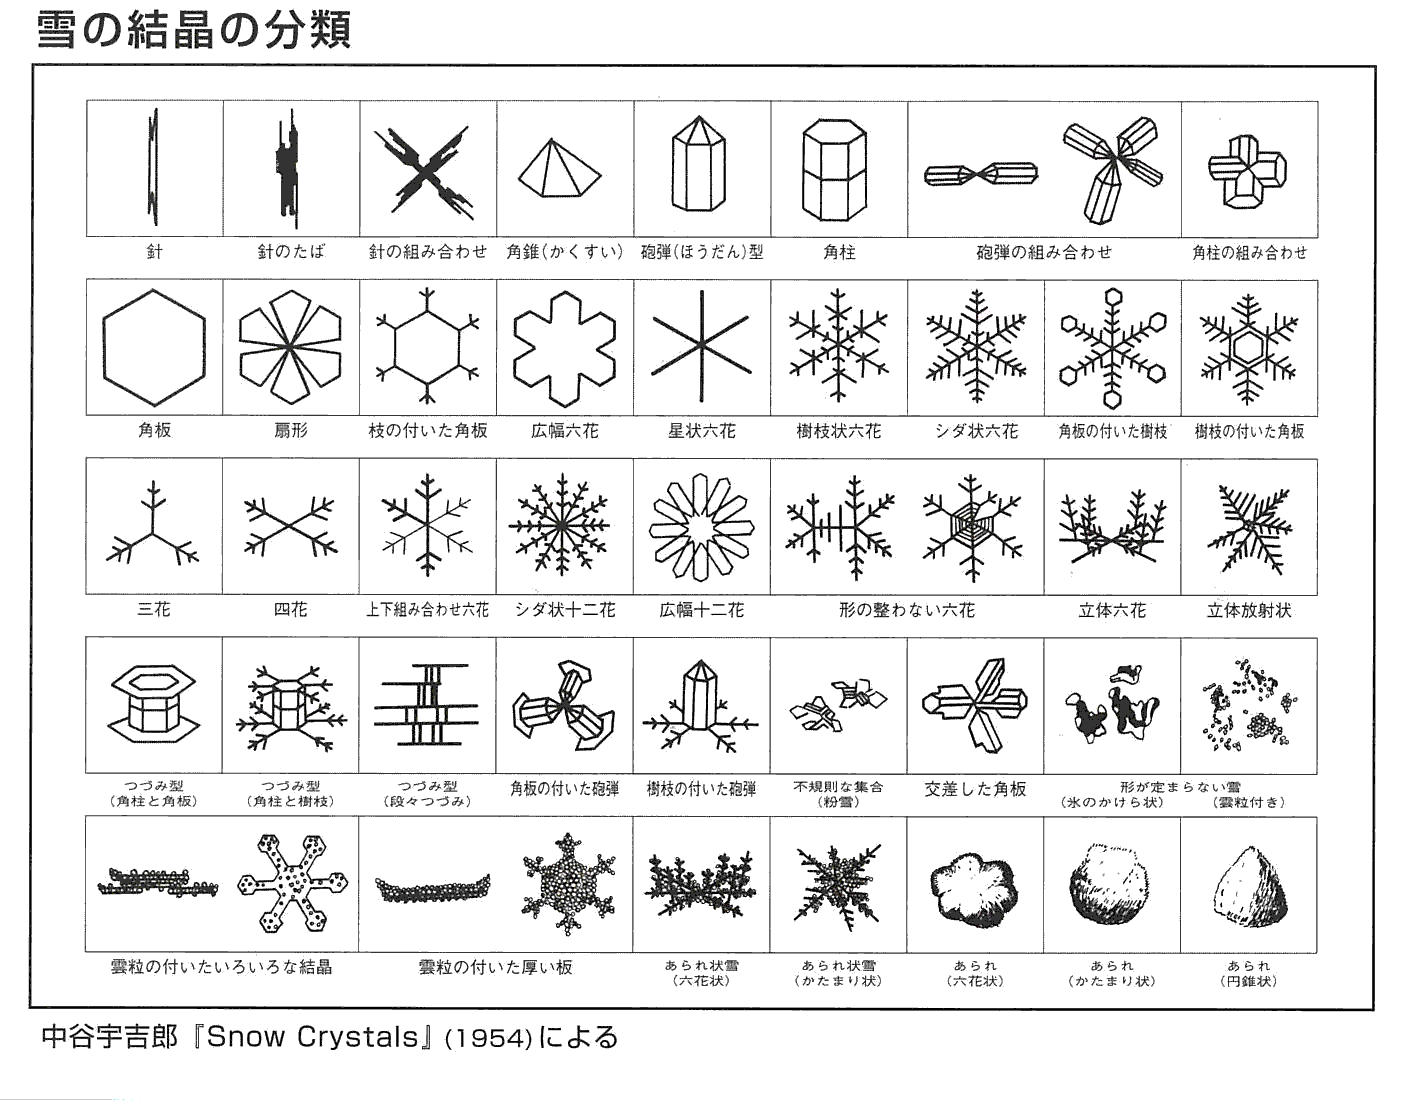 雪の結晶の分類
針 針のたば 針の組み合わせ 角錐(かくすい) 砲弾(ほうだん)型 角柱 砲弾の組み合わせ 角柱の組み合わせ
角板 扇形 枝の付いた角板 広幅六花 星状六花 樹枝状六花 シダ状六花 角板の付いた樹枝 樹枝の付いた角板
三花 四花 上下組み合わせ六花 シダ状十二花 広幅十二花 形の整わない六花 立体六花 立体放射状
つづみ型 つづみ型 つづみ型 角板の付いた砲弾 樹枝の付いた砲弾 不規則な集合 交差した角板 形が定まらない雪
(角柱と角板) (角柱と樹枝) (段々つづみ) (粉雪) (氷のかけら状) (雲粒付き)
雲粒の付いたいろいろな結晶 雲粒の付いた厚い板 あられ状雪 あられ状雪 あられ あられ あられ
(六花状) (かたまり状) (六花状) (かたまり状) (円錐状)
中谷宇吉郎『Snow Crystals』(1954)による